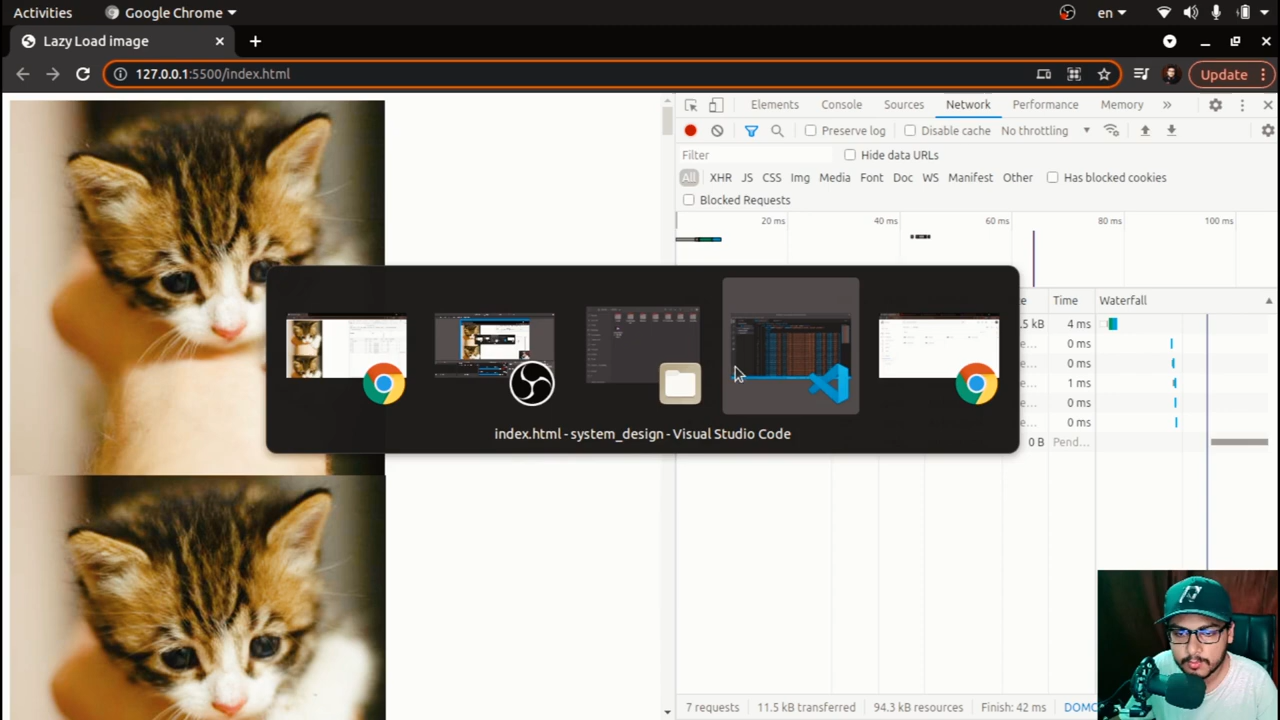 Activities Google Chrome en
Lazy Load image
127.0.0.1:5500/index.html Update
Elements Console Sources Network Performance Memory
Preserve log Disable cache No throttling
Filter Hide data URLs
All XHR JS CSS Img Media Font Doc WS Manifest Other Has blocked cookies
Blocked Requests
20 ms 40 ms 60 ms 80 ms 100 ms
e Time Waterfall
.5 kB 4 ms
e… 0 ms
e… 0 ms
e… 1 ms
e… 0 ms
e… 0 ms
0 B Pend…
index.html - system_design - Visual Studio Code
7 requests 11.5 kB transferred 94.3 kB resources Finish: 42 ms DOMC